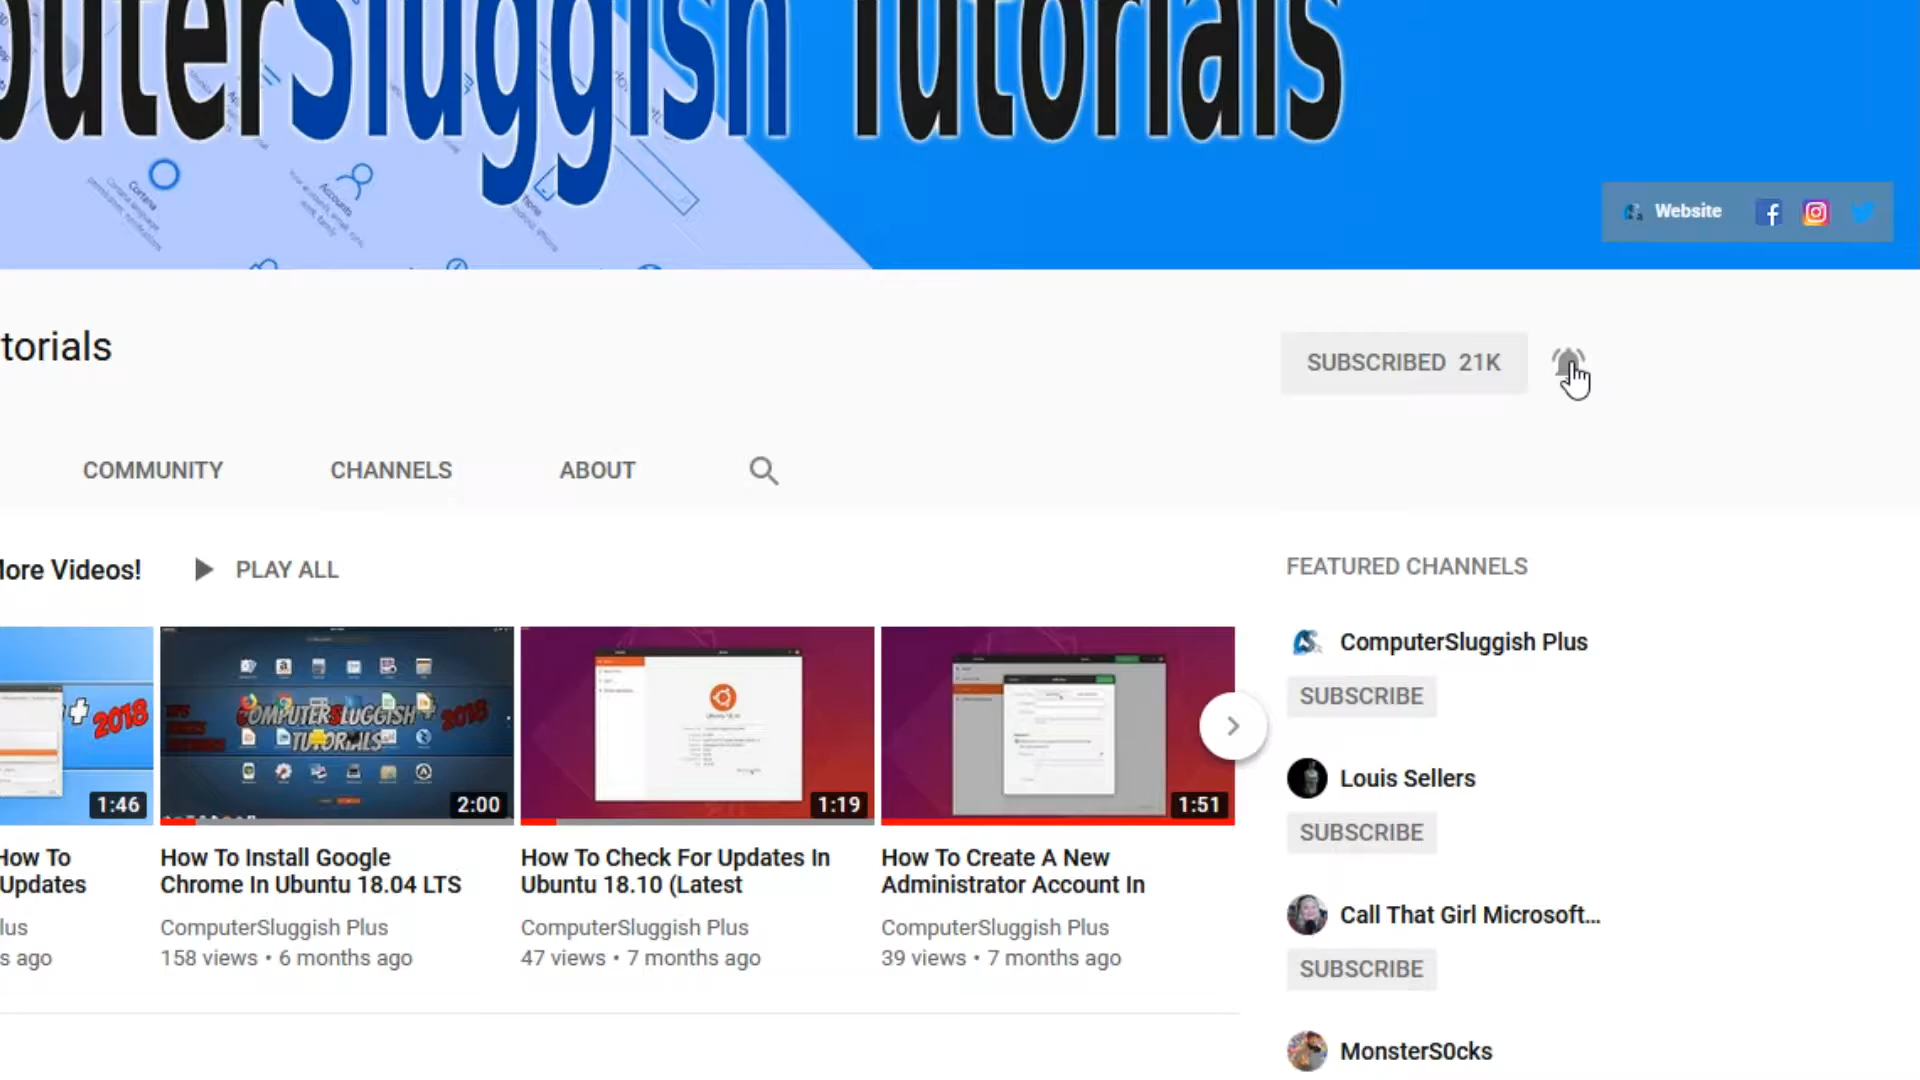 outerSluggish Tutorials
Cortana
Accounts
Website
torials
SUBSCRIBED 21K
COMMUNITY
CHANNELS
ABOUT
More Videos!
PLAY ALL
FEATURED CHANNELS
ComputerSluggish Plus
SUBSCRIBE
Louis Sellers
SUBSCRIBE
Call That Girl Microsoft...
SUBSCRIBE
MonsterS0cks
+ 2018
1:46
COMPUTERSLUGGISH + 2018
TUTORIALS
2:00
1:19
1:51
How To
Updates
lus
s ago
How To Install Google
Chrome In Ubuntu 18.04 LTS
ComputerSluggish Plus
158 views • 6 months ago
How To Check For Updates In
Ubuntu 18.10 (Latest
ComputerSluggish Plus
47 views • 7 months ago
How To Create A New
Administrator Account In
ComputerSluggish Plus
39 views • 7 months ago